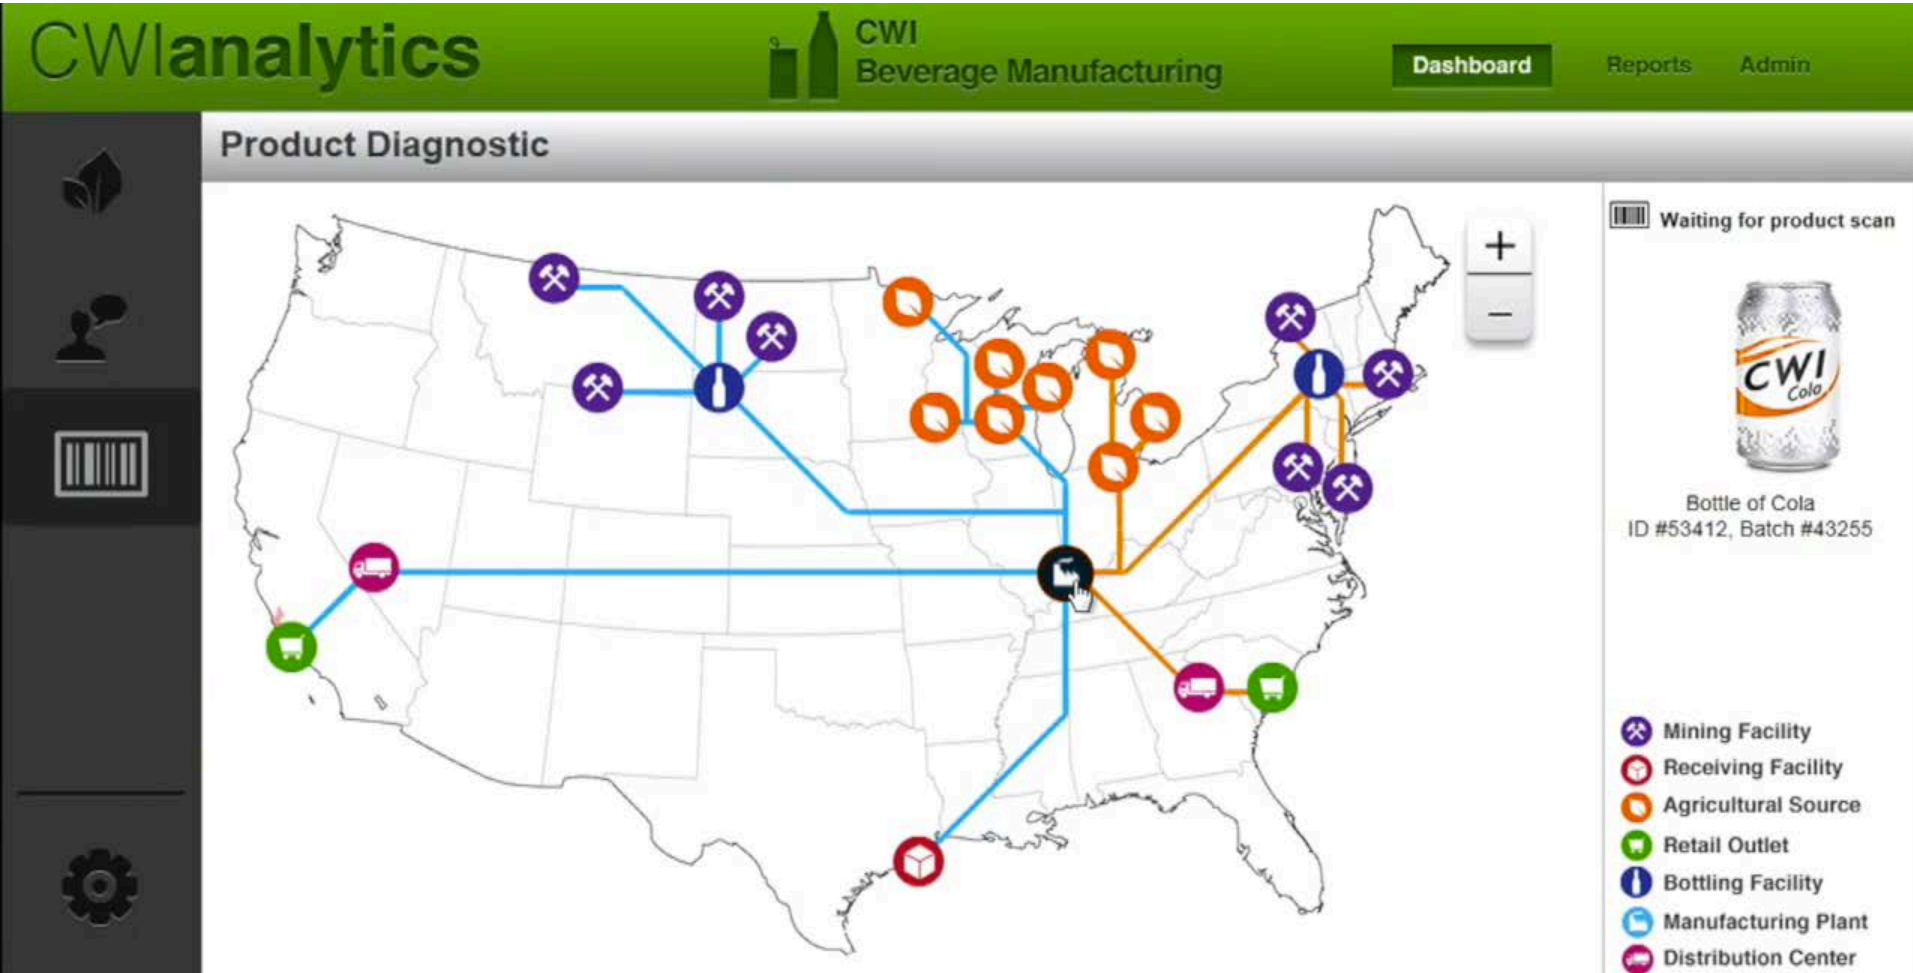 CWIanalytics
CWI
Beverage Manufacturing
Dashboard
Reports
Admin
Product Diagnostic
+
−
Waiting for product scan
CWI
Cola
Bottle of Cola
ID #53412, Batch #43255
Mining Facility
Receiving Facility
Agricultural Source
Retail Outlet
Bottling Facility
Manufacturing Plant
Distribution Center